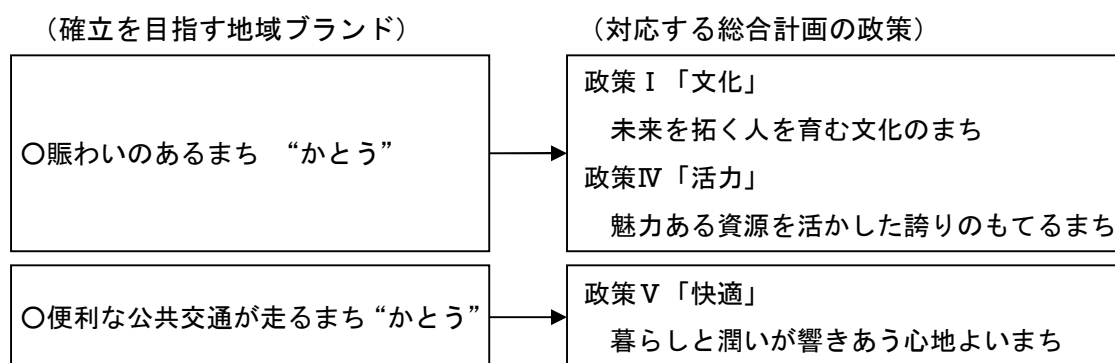 （確立を目指す地域ブランド）
（対応する総合計画の政策）
○賑わいのあるまち　“かとう”
政策Ⅰ「文化」
未来を拓く人を育む文化のまち
政策Ⅳ「活力」
魅力ある資源を活かした誇りのもてるまち
○便利な公共交通が走るまち“かとう”
政策Ⅴ「快適」
暮らしと潤いが響きあう心地よいまち